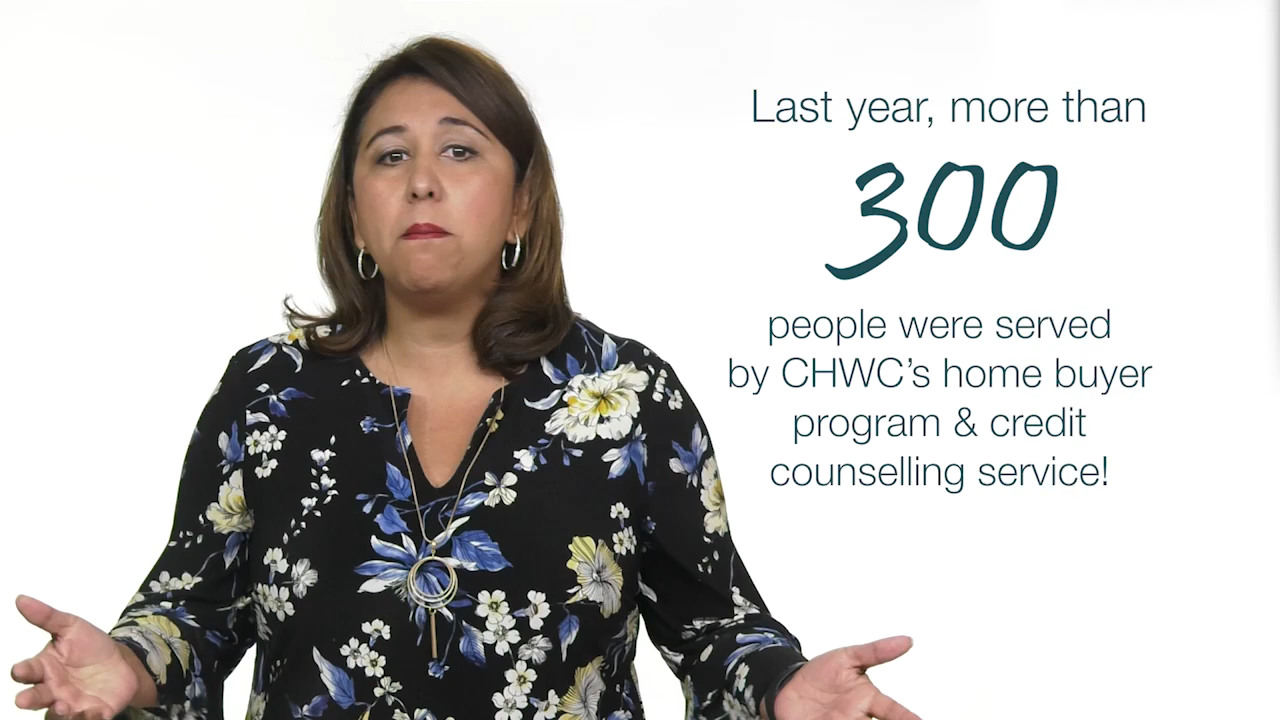 Last year, more than
300
people were served
by CHWC’s home buyer
program & credit
counselling service!